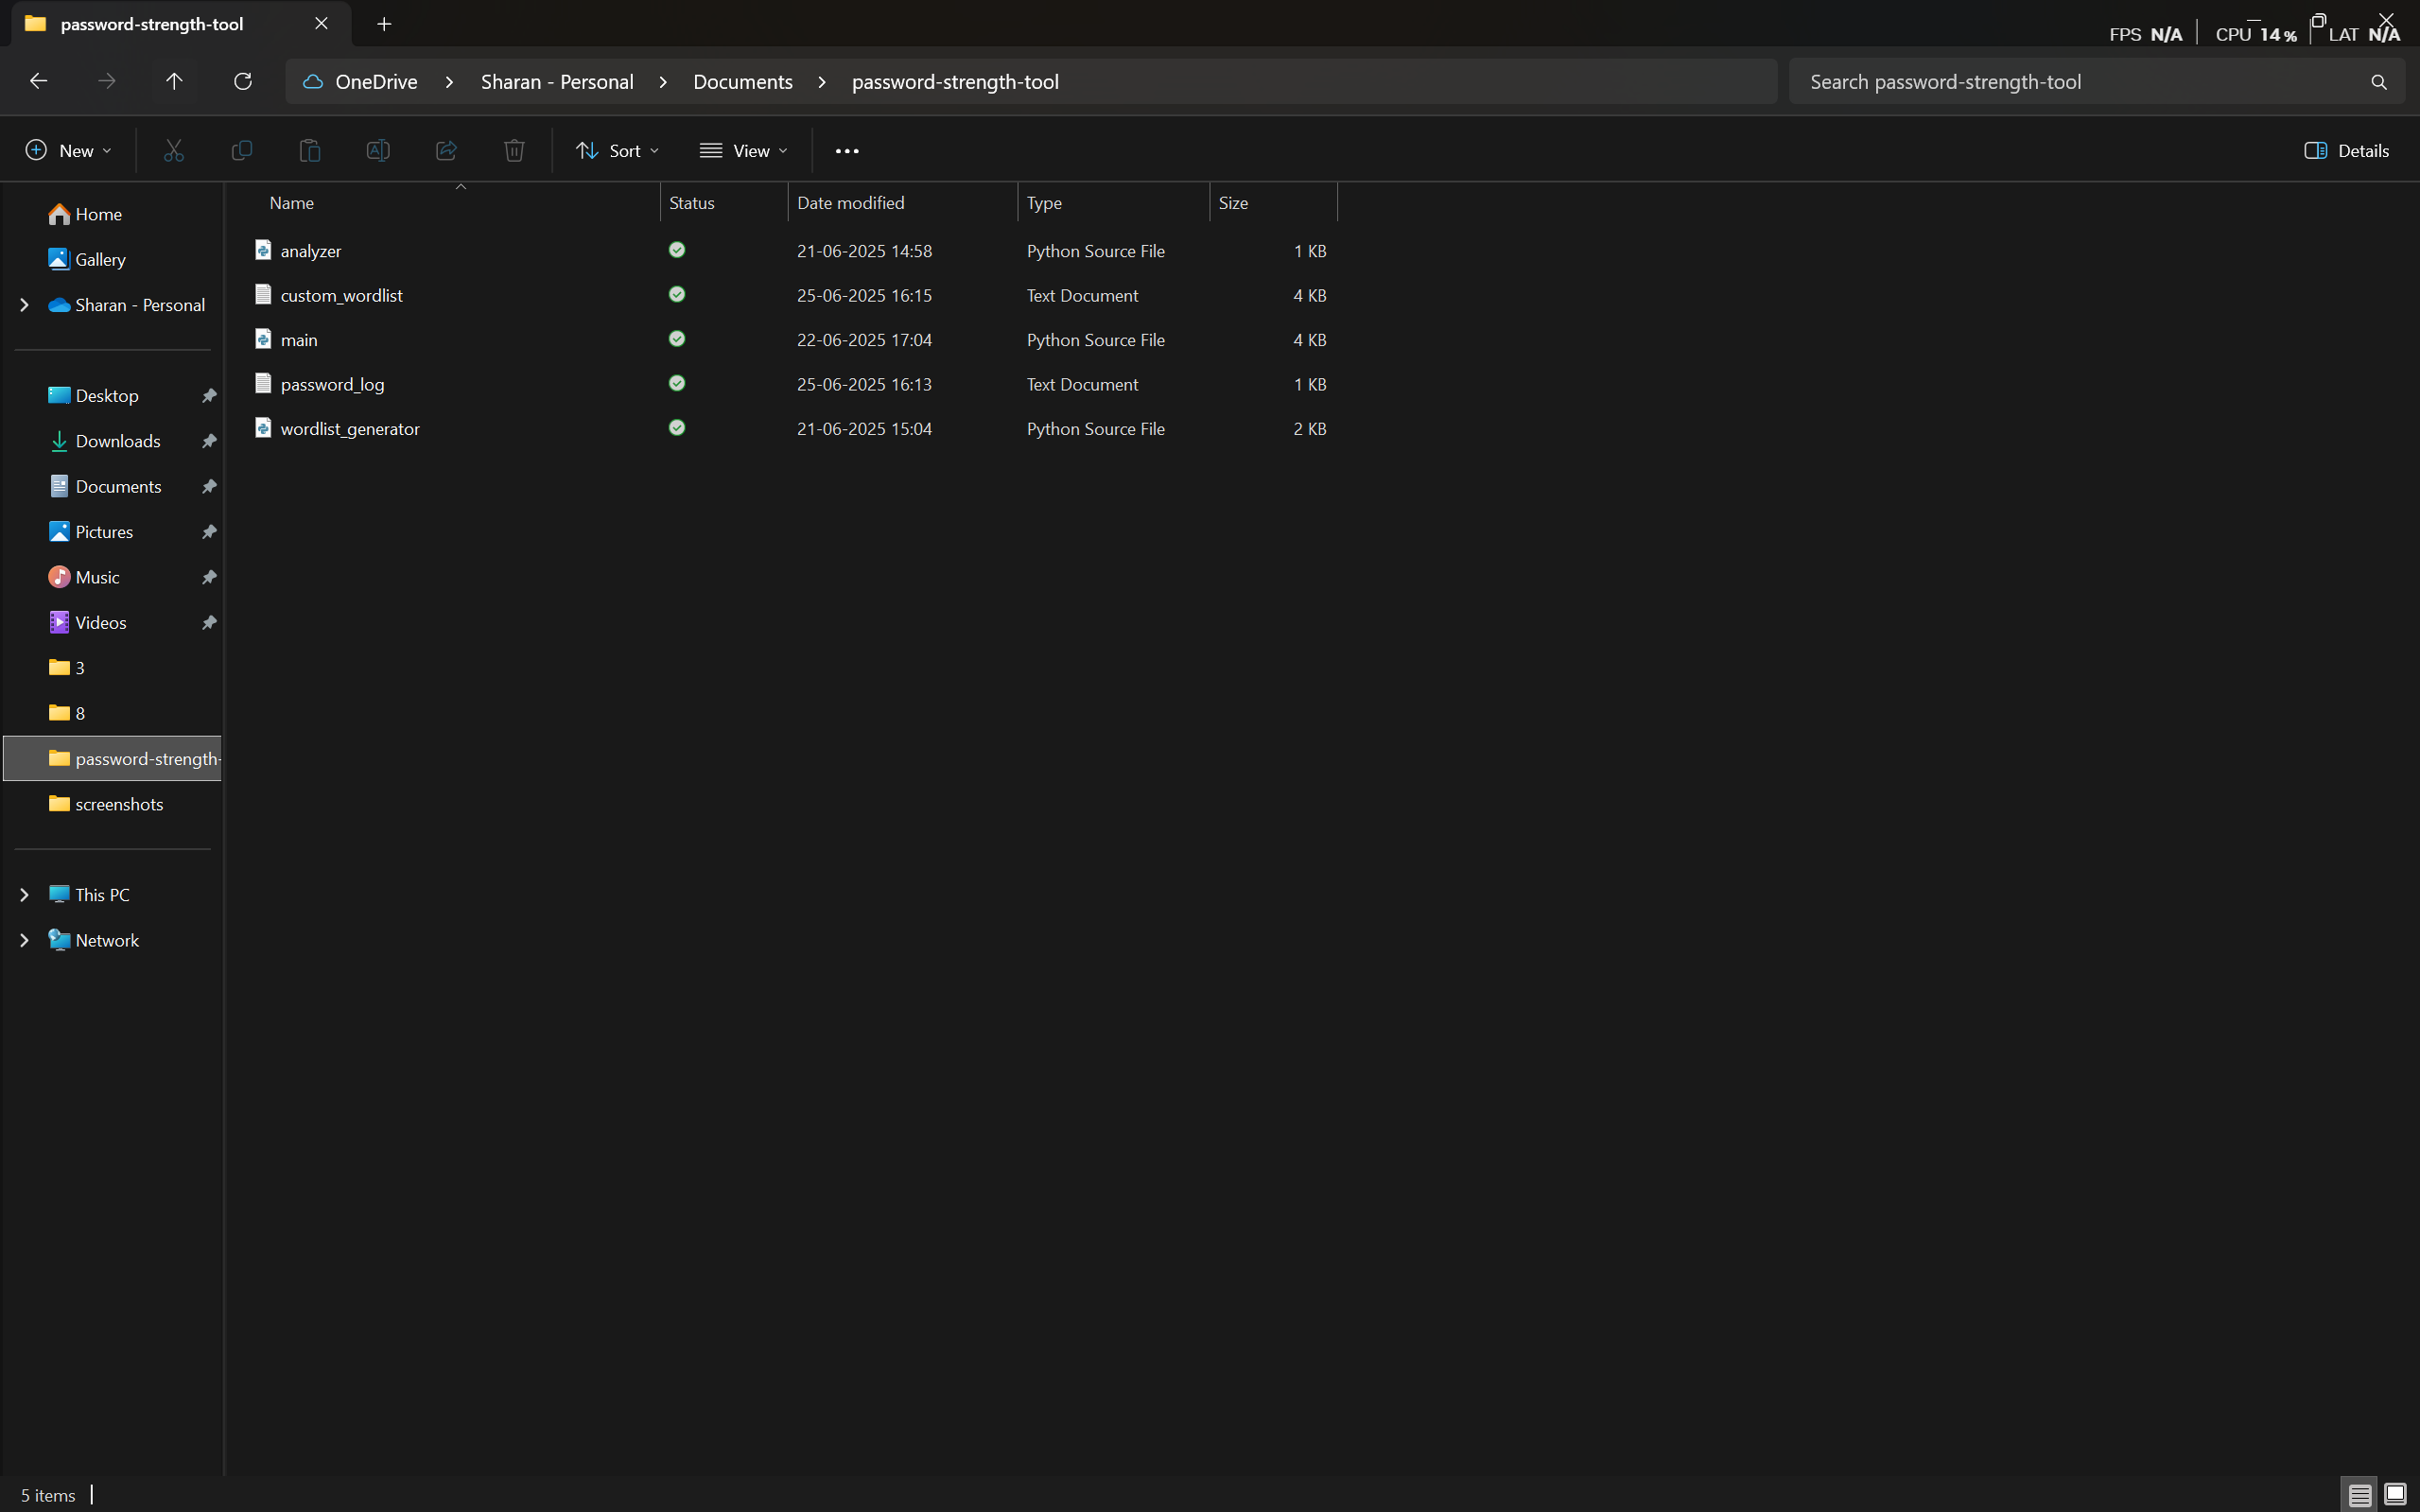 password-strength-tool
FPS N/A CPU 14% LAT N/A
OneDrive > Sharan - Personal > Documents > password-strength-tool
Search password-strength-tool
New Sort View Details
Name Status Date modified Type Size
analyzer 21-06-2025 14:58 Python Source File 1 KB
custom_wordlist 25-06-2025 16:15 Text Document 4 KB
main 22-06-2025 17:04 Python Source File 4 KB
password_log 25-06-2025 16:13 Text Document 1 KB
wordlist_generator 21-06-2025 15:04 Python Source File 2 KB
Home
Gallery
Sharan - Personal
Desktop
Downloads
Documents
Pictures
Music
Videos
3
8
password-strength-
screenshots
This PC
Network
5 items